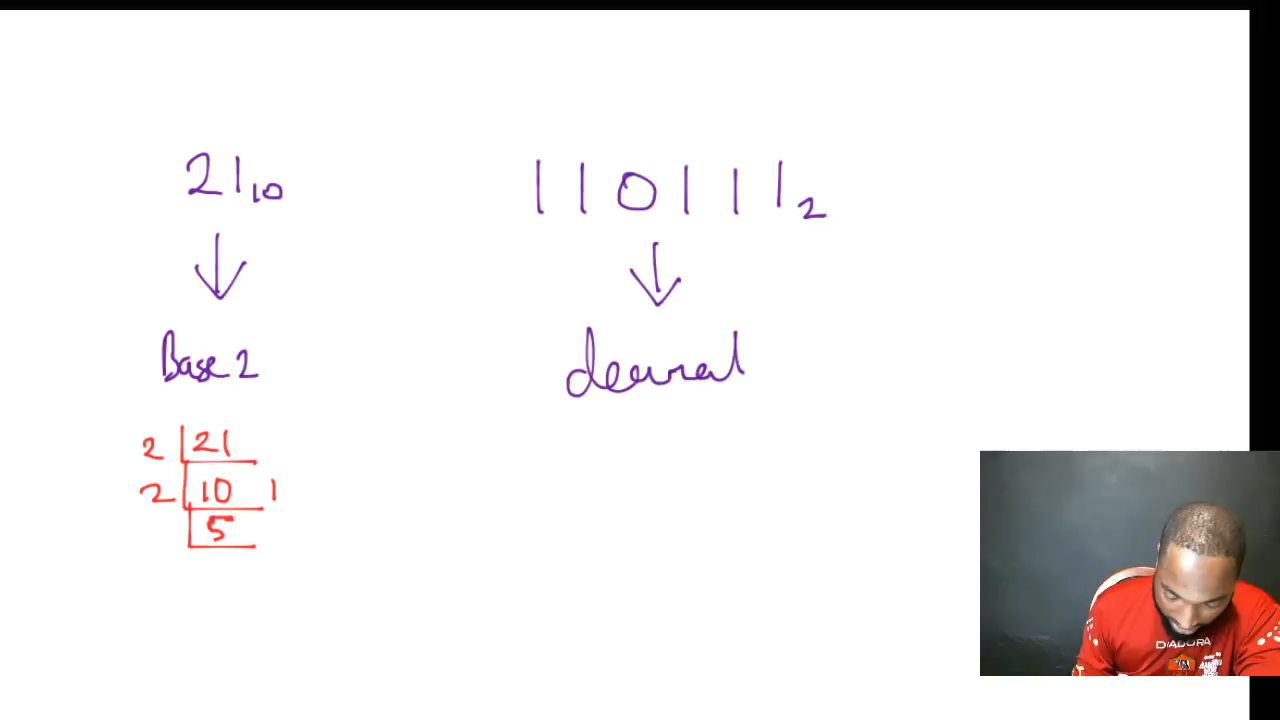 21₁₀
110111₂
Base 2
decimal
2 21
2 10 1
5
DIADORA